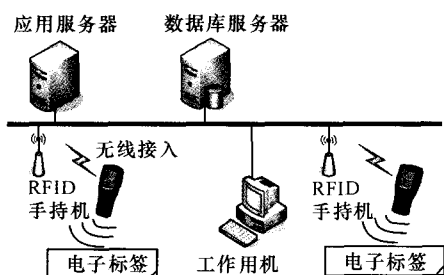 应用服务器
数据库服务器
无线接入
RFID
手持机
RFID
手持机
电子标签
工作用机
电子标签